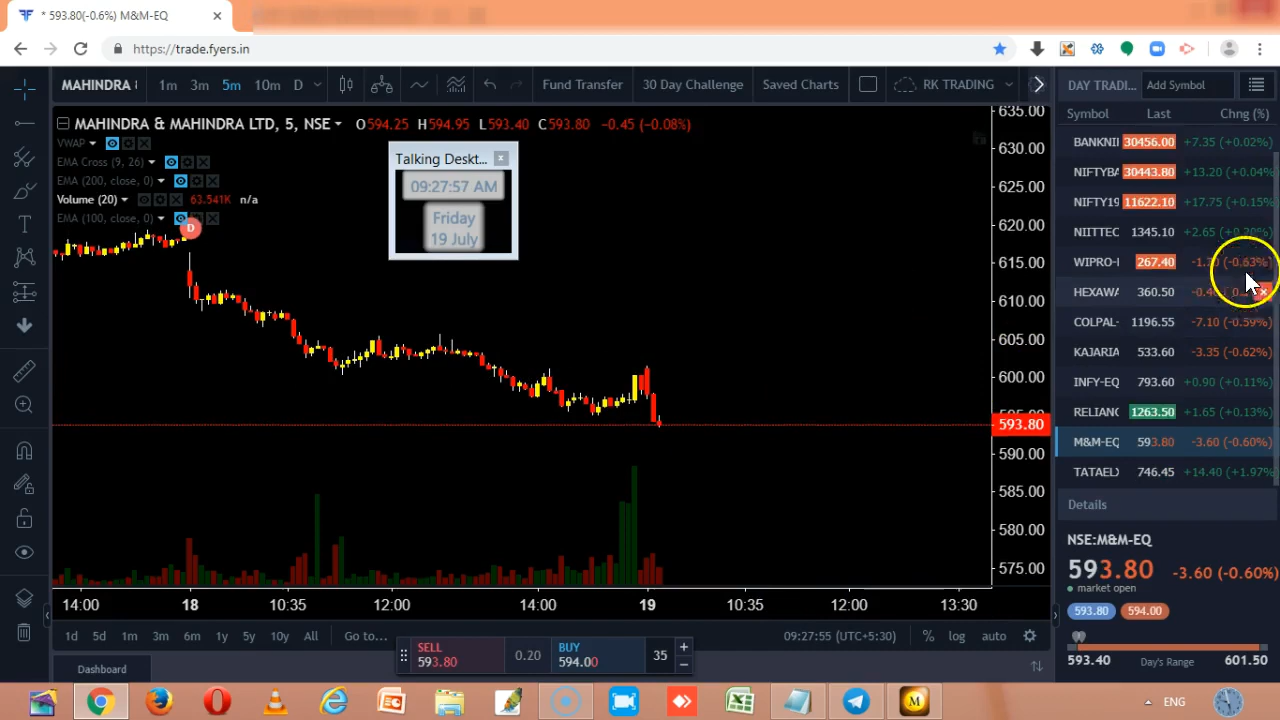 * 593.80(-0.6%) M&M-EQ
https://trade.fyers.in
MAHINDRA &
1m 3m 5m 10m D
Fund Transfer 30 Day Challenge Saved Charts RK TRADING
DAY TRADI... Add Symbol
Symbol Last Chng (%)
MAHINDRA & MAHINDRA LTD, 5, NSE O594.25 H594.95 L593.40 C593.80 -0.45 (-0.08%)
VWAP
EMA Cross (9, 26)
EMA (200, close, 0)
Volume (20) 63.541K n/a
EMA (100, close, 0)
D
Talking Deskt...
09:27:57 AM
Friday
19 July
635.00
630.00
625.00
620.00
615.00
610.00
605.00
600.00
593.80
590.00
585.00
580.00
575.00
BANKNI 30456.00 +7.35 (+0.02%)
NIFTYBA 30443.80 +13.20 (+0.04%)
NIFTY19 11622.10 +17.75 (+0.15%)
NIITTEC 1345.10 +2.65 (+0.20%)
WIPRO-I 267.40 (-0.63%)
HEXAWA 360.50
COLPAL- 1196.55 -7.10 (-0.59%)
KAJARIA 533.60 -3.35 (-0.62%)
INFY-EQ 793.60 +0.90 (+0.11%)
RELIANC 1263.50 +1.65 (+0.13%)
M&M-EQ 593.80 -3.60 (-0.60%)
TATAELX 746.45 +14.40 (+1.97%)
Details
NSE:M&M-EQ
593.80 -3.60 (-0.60%)
market open
593.80 594.00
593.40 Day's Range 601.50
14:00 18 10:35 12:00 14:00 19 10:35 12:00 13:30
1d 5d 1m 3m 6m 1y 5y 10y All Go to...
09:27:55 (UTC+5:30) % log auto
SELL
593.80
0.20
BUY
594.00
35
Dashboard
ENG